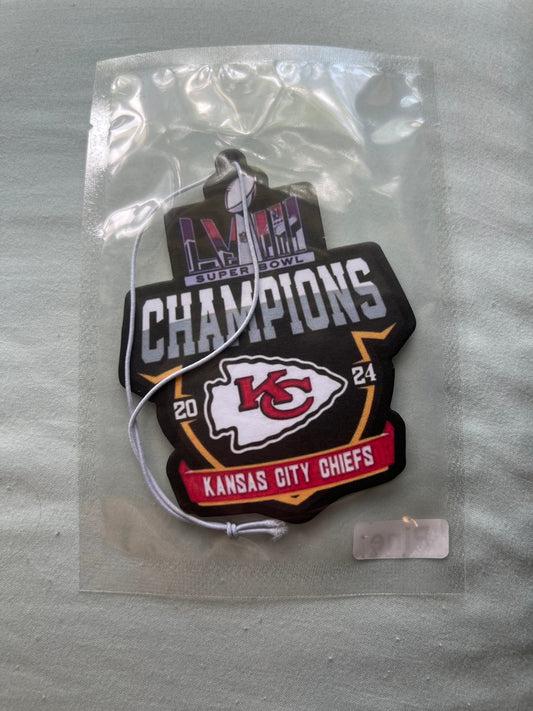 LVIII
SUPER BOWL
CHAMPIONS
20 24
KC
KANSAS CITY CHIEFS